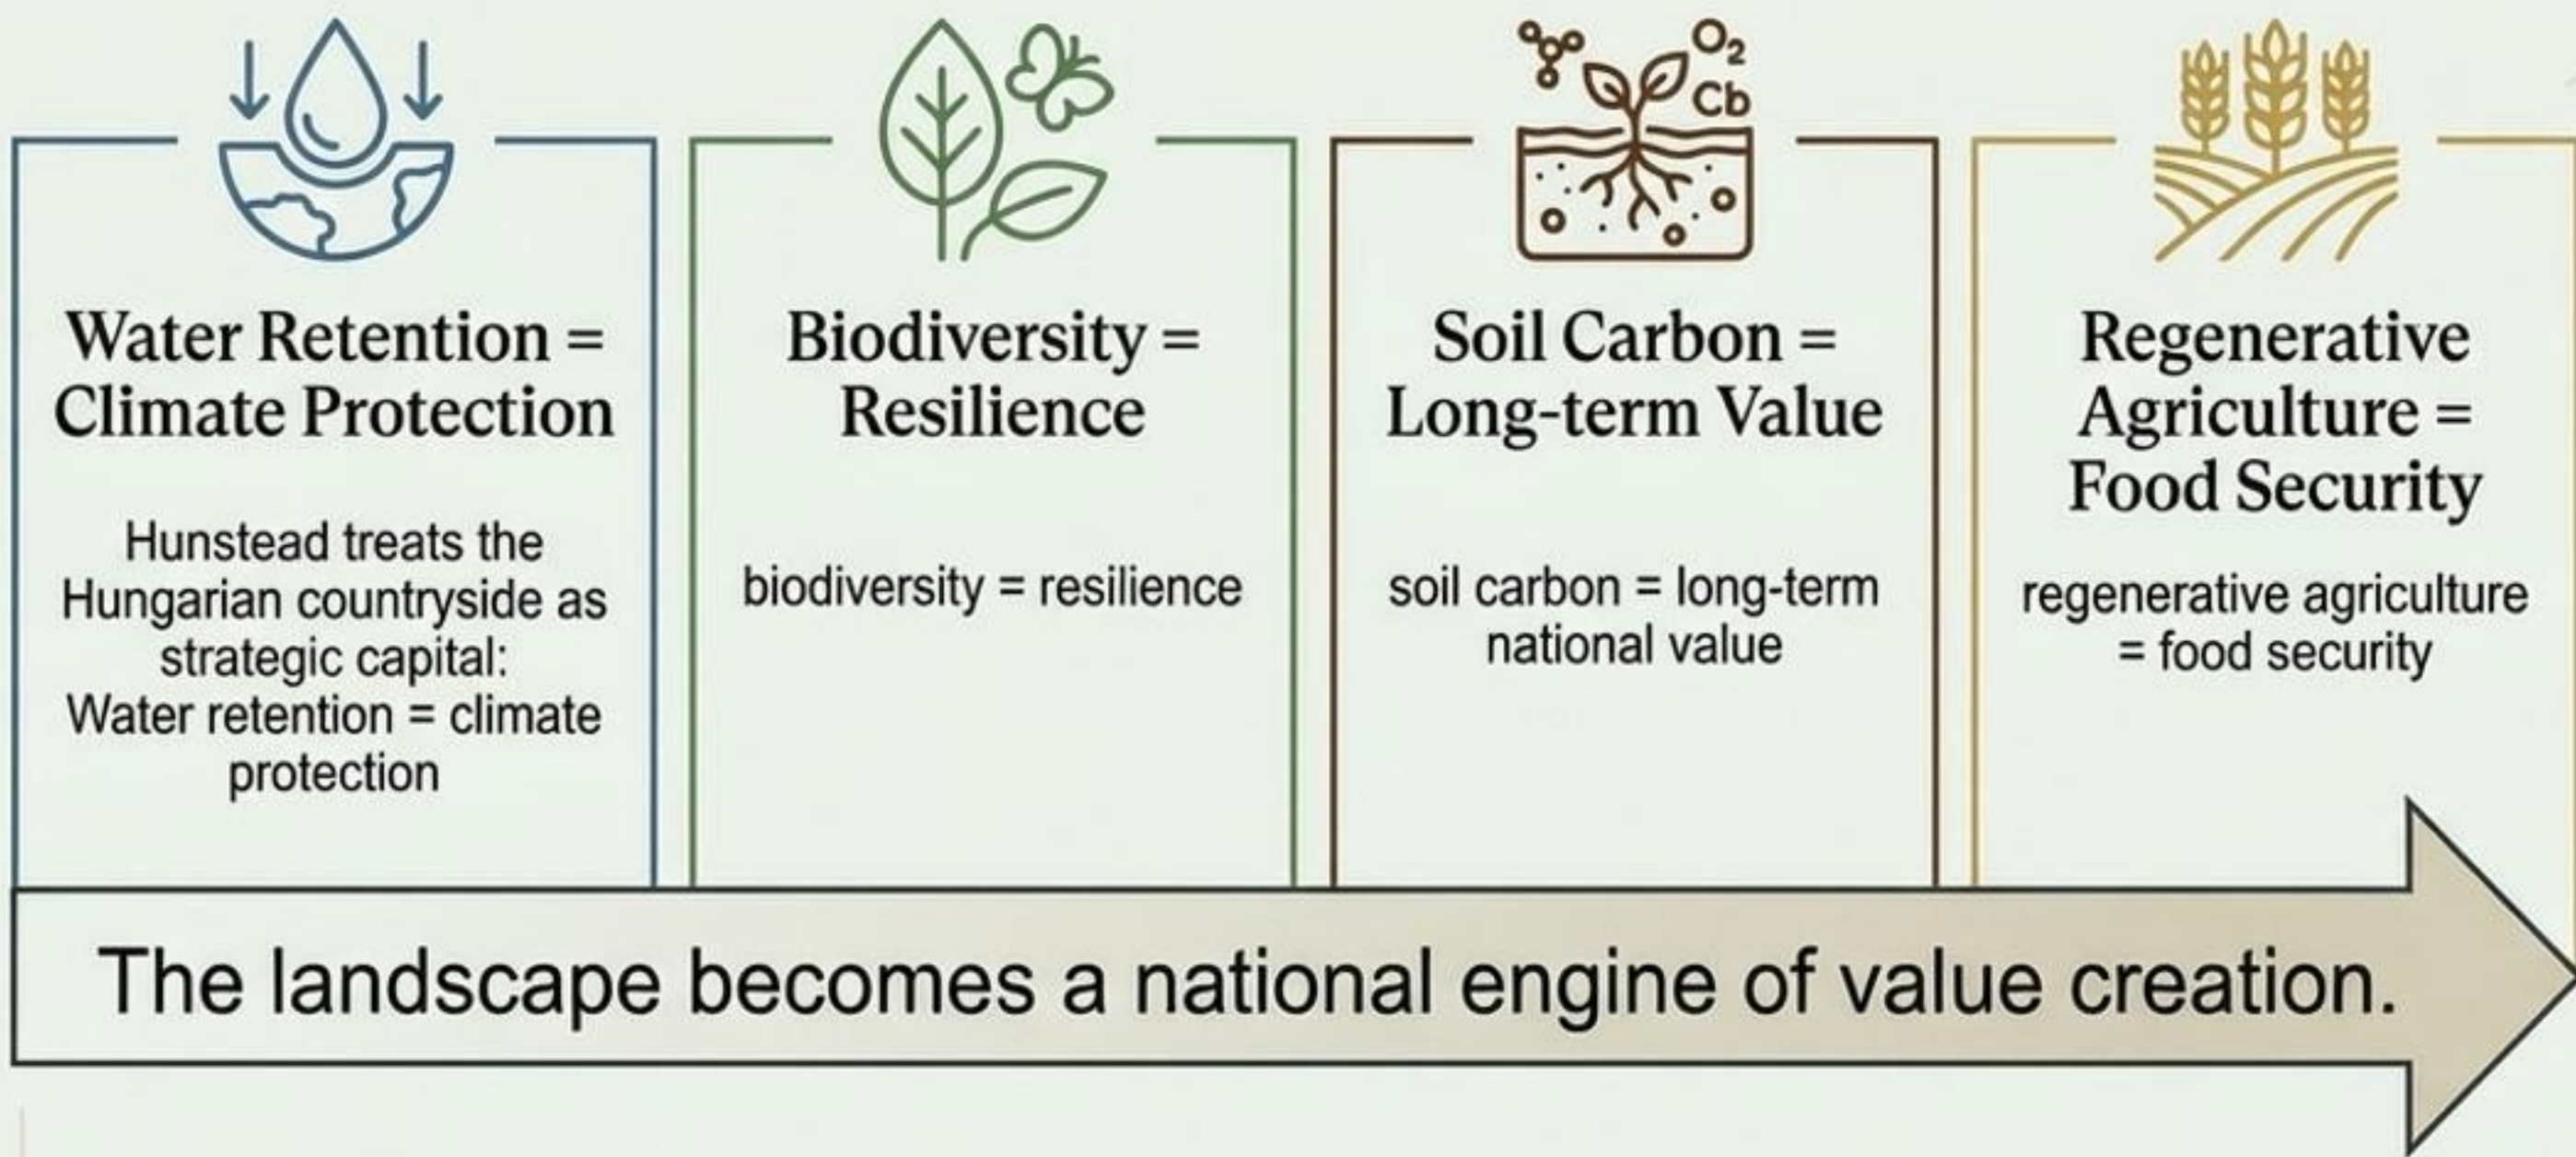 Water Retention =
Climate Protection
Hunstead treats the
Hungarian countryside as
strategic capital:
Water retention = climate
protection
Biodiversity =
Resilience
biodiversity = resilience
O₂
Cb
Soil Carbon =
Long-term Value
soil carbon = long-term
national value
Regenerative
Agriculture =
Food Security
regenerative agriculture
= food security
The landscape becomes a national engine of value creation.